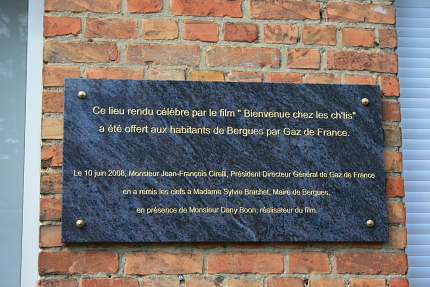 Ce lieu rendu célèbre par le film " Bienvenue chez les ch'tis"
a été offert aux habitants de Bergues par Gaz de France.
Le 10 juin 2008, Monsieur Jean-François Cirelli, Président Directeur Général de Gaz de France
en a remis les clefs à Madame Sylvie Brachet, Maire de Bergues,
en présence de Monsieur Dany Boon, réalisateur du film.